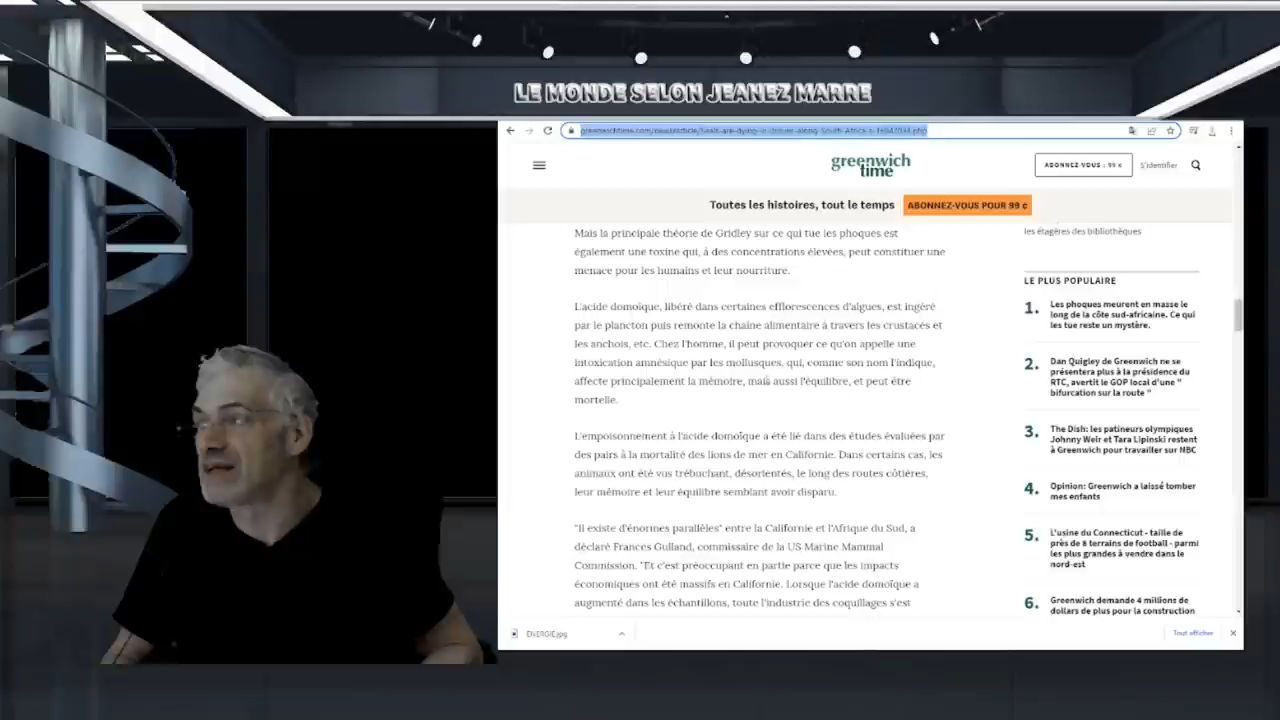 LE MONDE SELON JEANEZ MARRE
greenwich
time
ABONNEZ-VOUS : 99 ¢
S'identifier
Toutes les histoires, tout le temps
ABONNEZ-VOUS POUR 99 ¢
Mais la principale théorie de Gridley sur ce qui tue les phoques est
également une toxine qui, à des concentrations élevées, peut constituer une
menace pour les humains et leur nourriture.
L'acide domoïque, libéré dans certaines efflorescences d'algues, est ingéré
par le plancton puis remonte la chaîne alimentaire à travers les crustacés et
les anchois, etc. Chez l'homme, il peut provoquer ce qu'on appelle une
intoxication amnésique par les mollusques, qui, comme son nom l'indique,
affecte principalement la mémoire, mais aussi l'équilibre, et peut être
mortelle.
L'empoisonnement à l'acide domoïque a été lié dans des études évaluées par
des pairs à la mortalité des lions de mer en Californie. Dans certains cas, les
animaux ont été vus trébuchant, désorientés, le long des routes côtières,
leur mémoire et leur équilibre semblant avoir disparu.
"Il existe d'énormes parallèles" entre la Californie et l'Afrique du Sud, a
déclaré Frances Gulland, commissaire de la US Marine Mammal
Commission. "Et c'est préoccupant en partie parce que les impacts
économiques ont été massifs en Californie. Lorsque l'acide domoïque a
augmenté dans les échantillons, toute l'industrie des coquillages s'est
les étagères des bibliothèques
LE PLUS POPULAIRE
1. Les phoques meurent en masse le
long de la côte sud-africaine. Ce qui
les tue reste un mystère.
2. Dan Quigley de Greenwich ne se
présentera plus à la présidence du
RTC, avertit le GOP local d'une "
bifurcation sur la route "
3. The Dish: les patineurs olympiques
Johnny Weir et Tara Lipinski restent
à Greenwich pour travailler sur NBC
4. Opinion: Greenwich a laissé tomber
mes enfants
5. L'usine du Connecticut - taille de
près de 8 terrains de football - parmi
les plus grandes à vendre dans le
nord-est
6. Greenwich demande 4 millions de
dollars de plus pour la construction
ENERGIE.jpg
Tout afficher